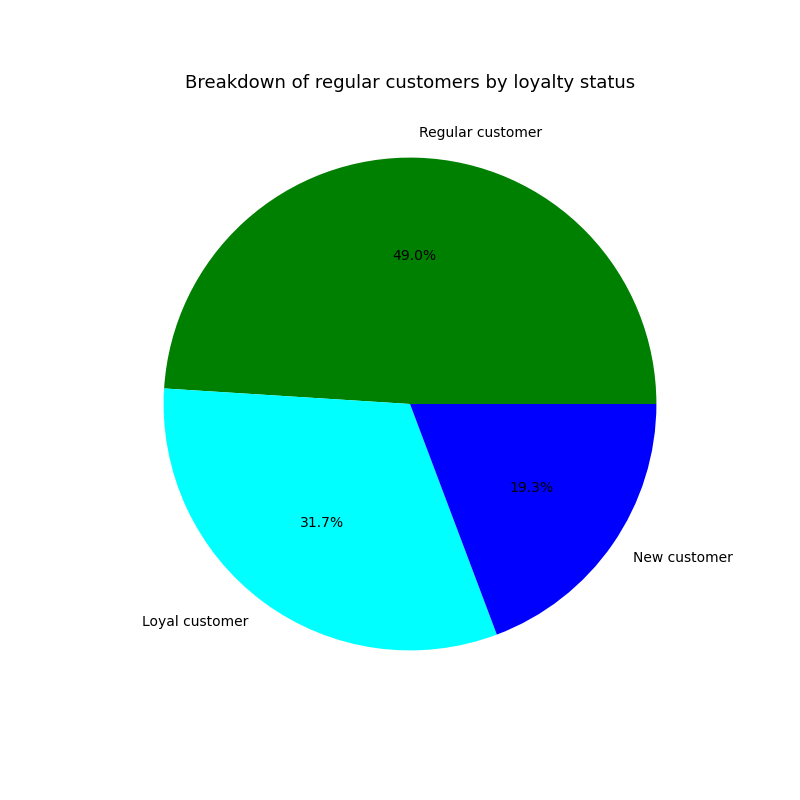 Breakdown of regular customers by loyalty status
Regular customer
49.0%
19.3%
31.7%
New customer
Loyal customer